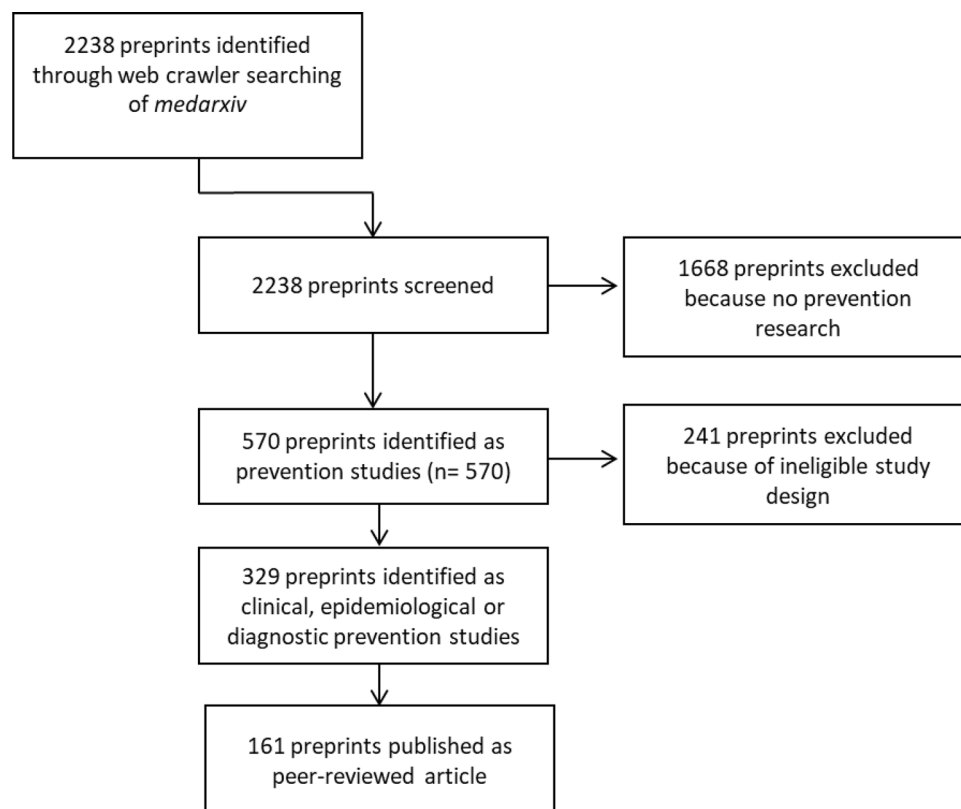 2238 preprints identified
through web crawler searching
of medarxiv
2238 preprints screened
1668 preprints excluded
because no prevention
research
570 preprints identified as
prevention studies (n= 570)
241 preprints excluded
because of ineligible study
design
329 preprints identified as
clinical, epidemiological or
diagnostic prevention studies
161 preprints published as
peer-reviewed article